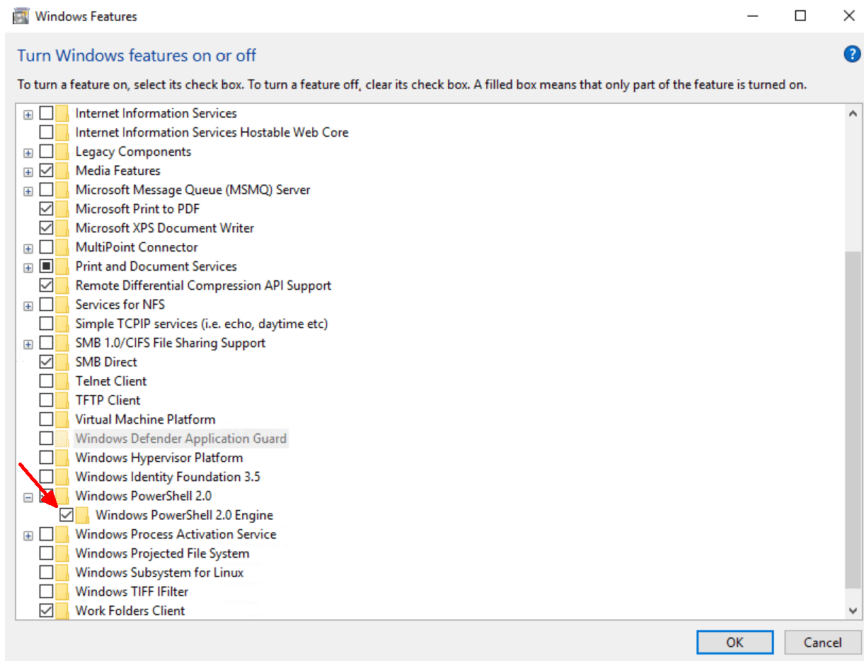 Windows Features
Turn Windows features on or off
To turn a feature on, select its check box. To turn a feature off, clear its check box. A filled box means that only part of the feature is turned on.
Internet Information Services
Internet Information Services Hostable Web Core
Legacy Components
Media Features
Microsoft Message Queue (MSMQ) Server
Microsoft Print to PDF
Microsoft XPS Document Writer
MultiPoint Connector
Print and Document Services
Remote Differential Compression API Support
Services for NFS
Simple TCPIP services (i.e. echo, daytime etc)
SMB 1.0/CIFS File Sharing Support
SMB Direct
Telnet Client
TFTP Client
Virtual Machine Platform
Windows Defender Application Guard
Windows Hypervisor Platform
Windows Identity Foundation 3.5
Windows PowerShell 2.0
Windows PowerShell 2.0 Engine
Windows Process Activation Service
Windows Projected File System
Windows Subsystem for Linux
Windows TIFF IFilter
Work Folders Client
OK Cancel